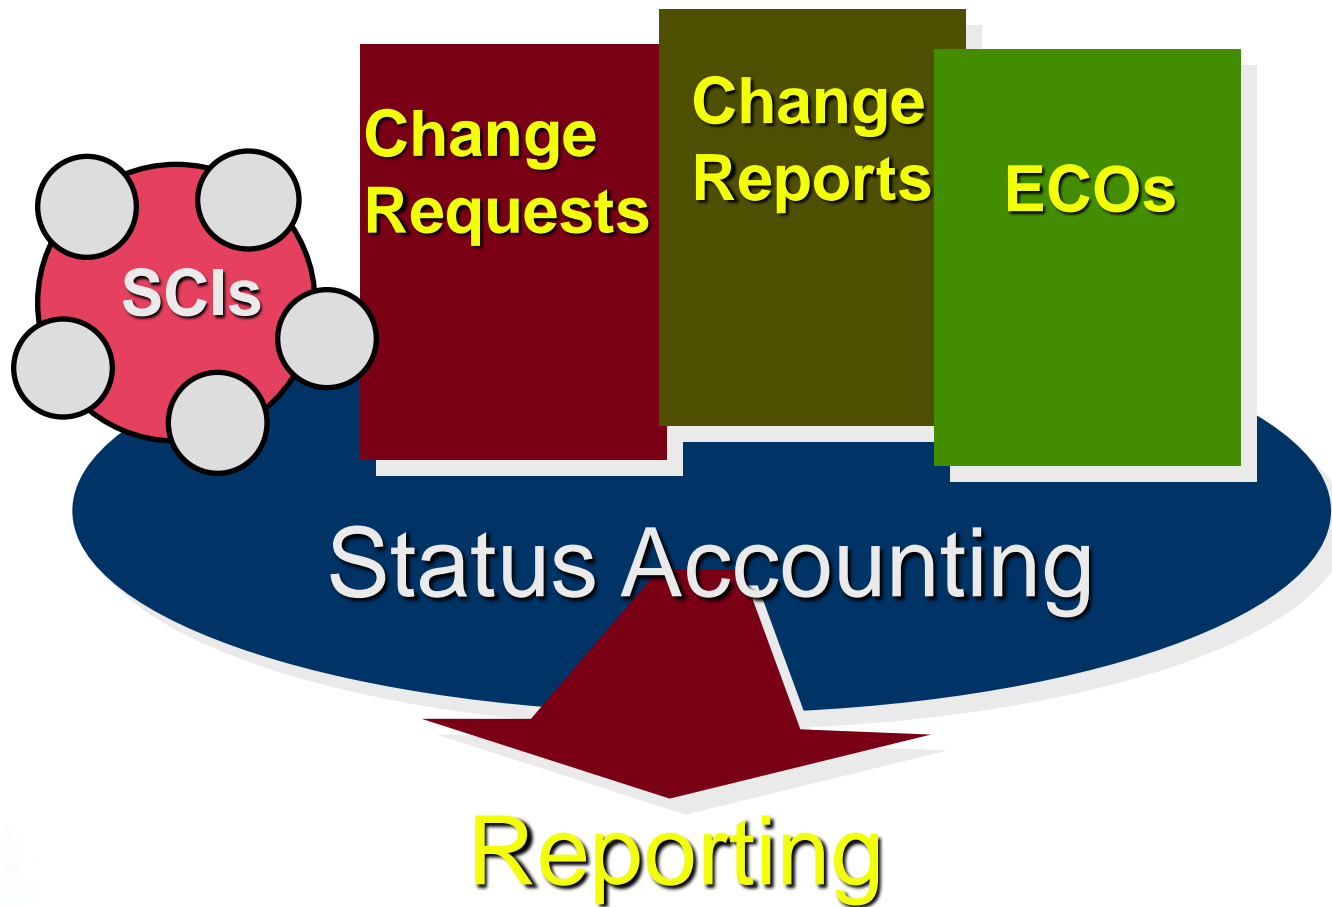 Change
Requests
Change
Reports
ECOs
SCIs
Status Accounting
Reporting